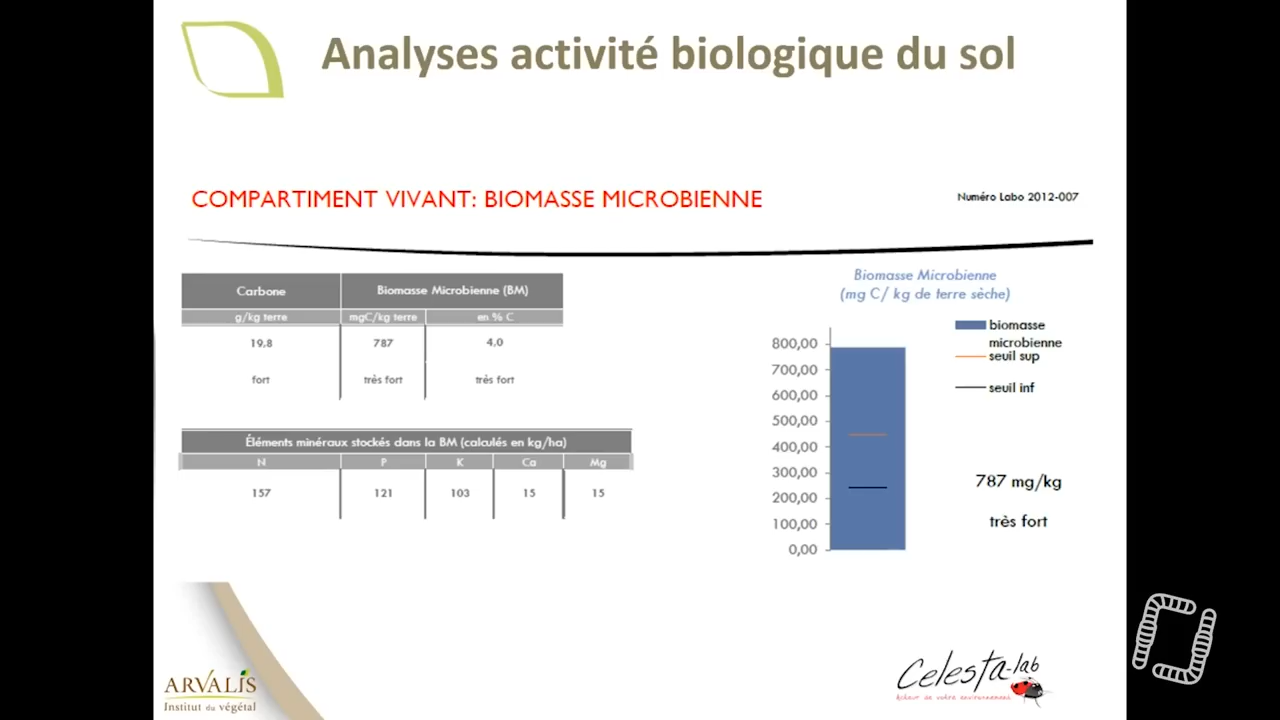 Analyses activité biologique du sol
COMPARTIMENT VIVANT: BIOMASSE MICROBIENNE
Numéro Labo 2012-007
Carbone
Biomasse Microbienne (BM)
g/kg terre
mgC/kg terre
en % C
19,8
787
4,0
fort
très fort
très fort
Éléments minéraux stockés dans la BM (calculés en kg/ha)
N
P
K
Ca
Mg
157
121
103
15
15
Biomasse Microbienne
(mg C/ kg de terre sèche)
800,00
700,00
600,00
500,00
400,00
300,00
200,00
100,00
0,00
biomasse
microbienne
seuil sup
seuil inf
787 mg/kg
très fort
ARVALIS
Institut du végétal
Celesta-lab
éclaireur de votre environnement